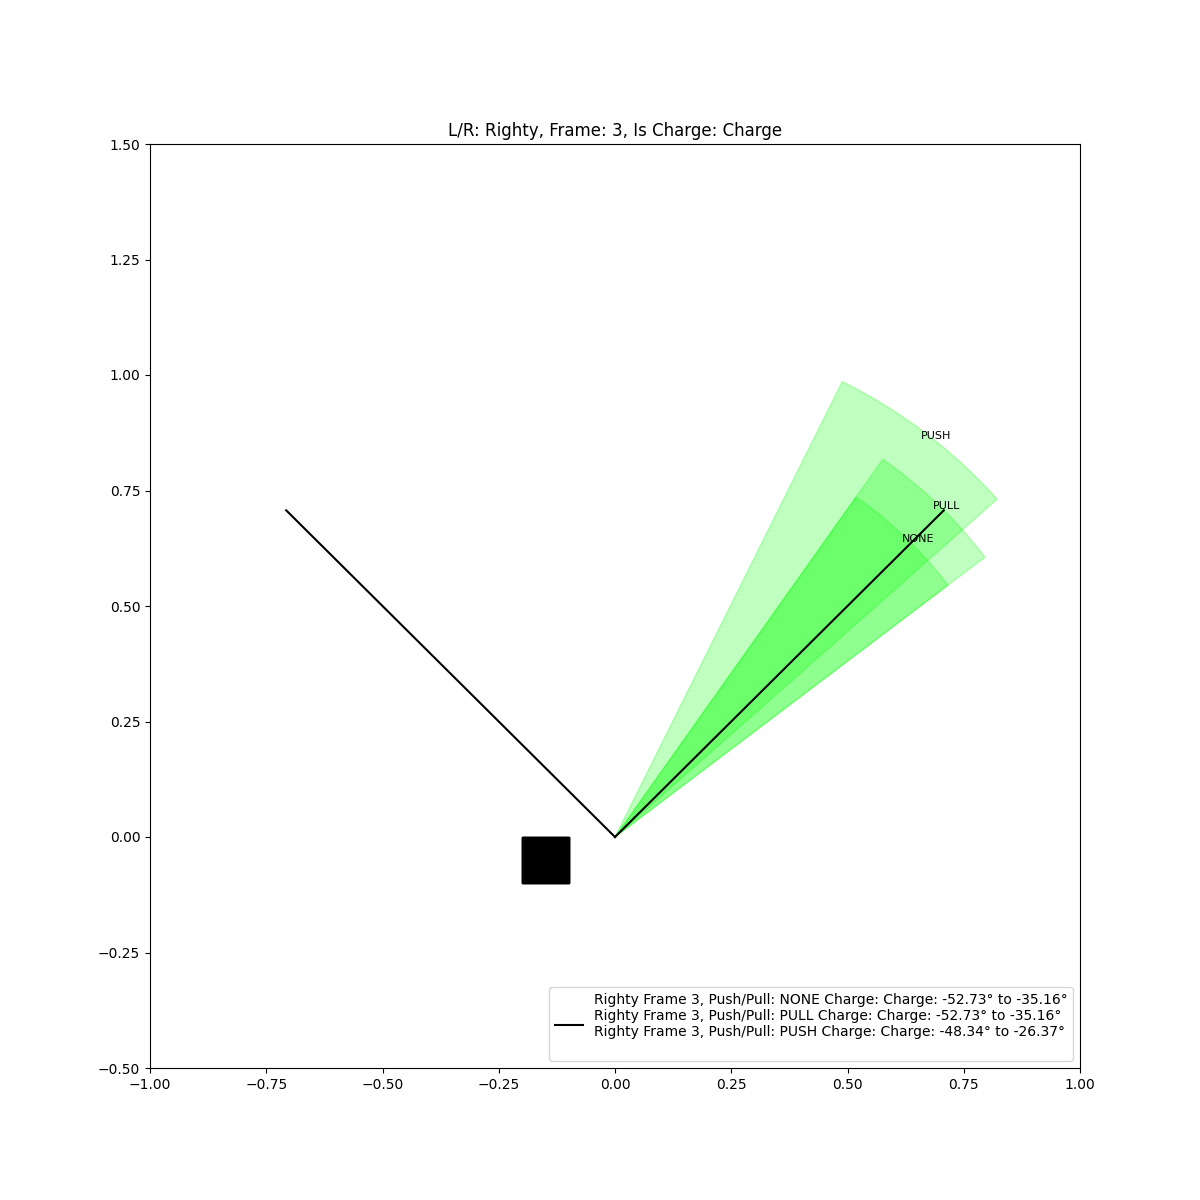 L/R: Righty, Frame: 3, Is Charge: Charge
1.50
1.25
1.00
0.75
0.50
0.25
0.00
−0.25
−0.50
PUSH
PULL
NONE
Righty Frame 3, Push/Pull: NONE Charge: Charge: -52.73° to -35.16°
Righty Frame 3, Push/Pull: PULL Charge: Charge: -52.73° to -35.16°
Righty Frame 3, Push/Pull: PUSH Charge: Charge: -48.34° to -26.37°
−1.00 −0.75 −0.50 −0.25 0.00 0.25 0.50 0.75 1.00